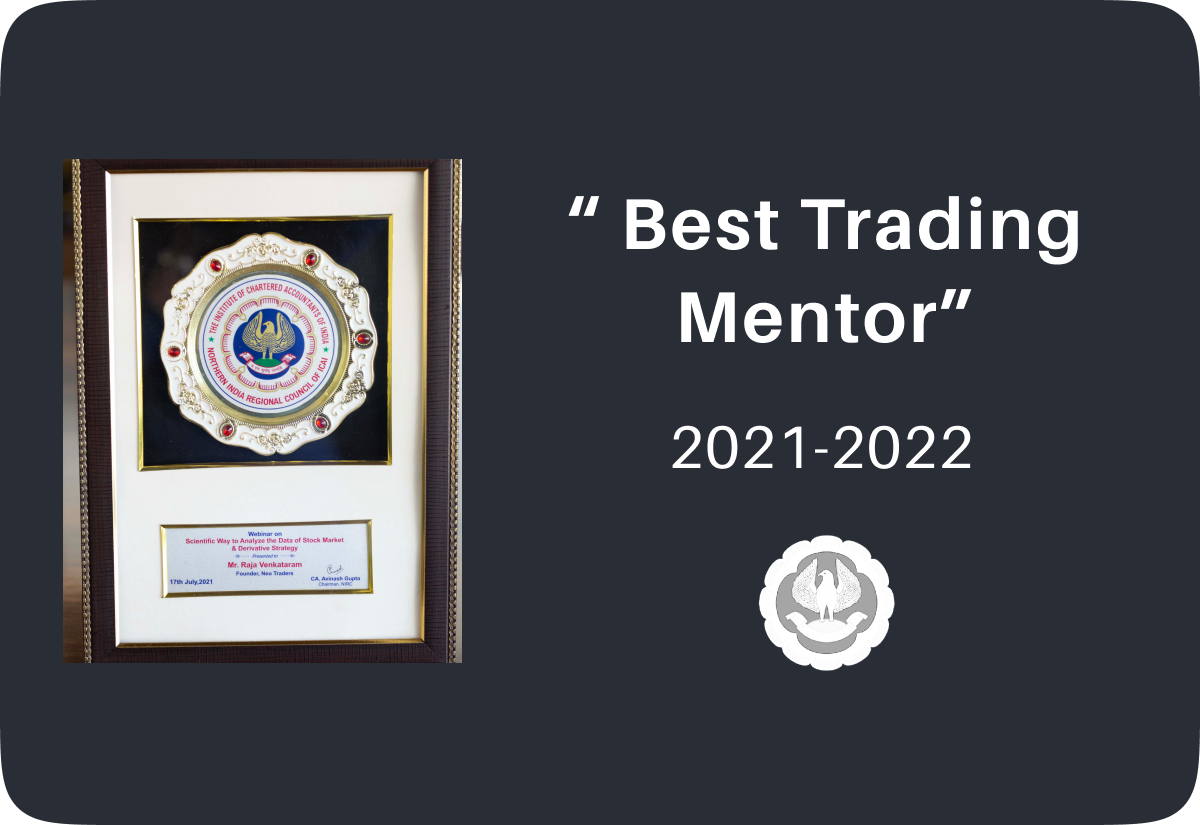 THE INSTITUTE OF CHARTERED ACCOUNTANTS OF INDIA
NORTHERN INDIA REGIONAL COUNCIL OF ICAI
Webinar on
Scientific Way to Analyze the Data of Stock Market
& Derivative Strategy
Presented to
Mr. Raja Venkataram
Founder, Neo Traders
17th July,2021
CA. Avinash Gupta
Chairman, NIRC
“ Best Trading
Mentor”
2021-2022